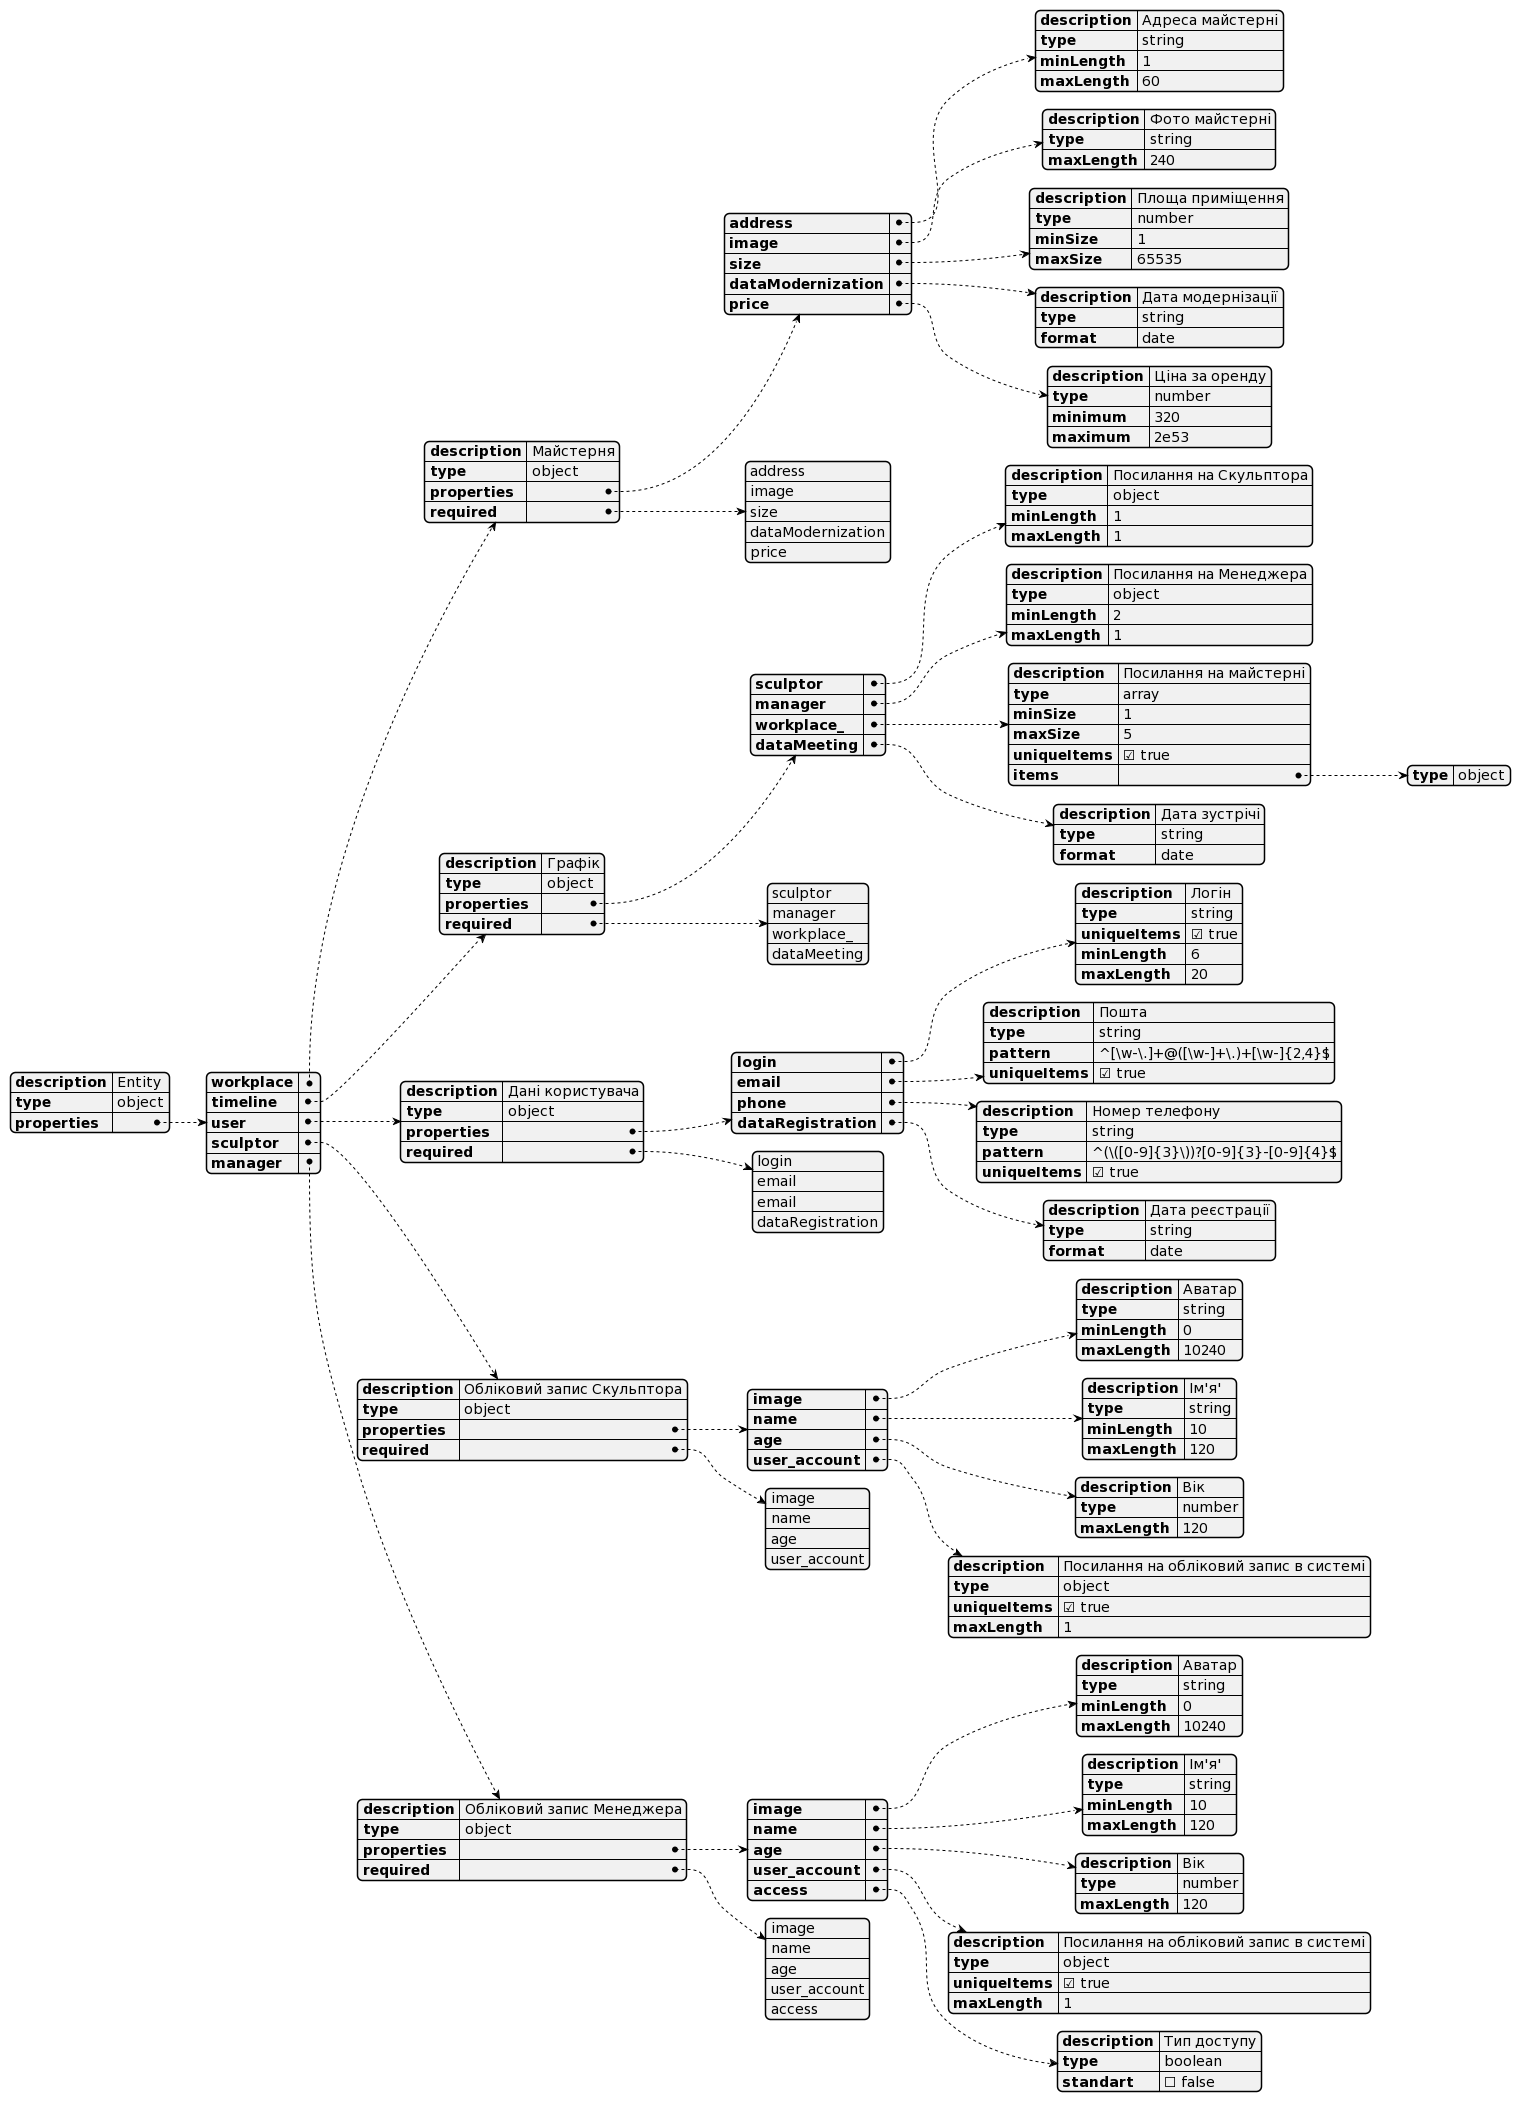 description Entity
type object
properties
workplace
timeline
user
sculptor
manager
description Майстерня
type object
properties
required
address
image
size
dataModernization
price
description Адреса майстерні
type string
minLength 1
maxLength 60
description Фото майстерні
type string
maxLength 240
description Площа приміщення
type number
minSize 1
maxSize 65535
description Дата модернізації
type string
format date
description Ціна за оренду
type number
minimum 320
maximum 2e53
address
image
size
dataModernization
price
description Графік
type object
properties
required
sculptor
manager
workplace_
dataMeeting
description Посилання на Скульптора
type object
minLength 1
maxLength 1
description Посилання на Менеджера
type object
minLength 2
maxLength 1
description Посилання на майстерні
type array
minSize 1
maxSize 5
uniqueItems ☑ true
items
type object
description Дата зустрічі
type string
format date
sculptor
manager
workplace_
dataMeeting
description Дані користувача
type object
properties
required
login
email
phone
dataRegistration
description Логін
type string
uniqueItems ☑ true
minLength 6
maxLength 20
description Пошта
type string
pattern ^[\w-\.]+@([\w-]+\.)+[\w-]{2,4}$
uniqueItems ☑ true
description Номер телефону
type string
pattern ^(\([0-9]{3}\))?[0-9]{3}-[0-9]{4}$
uniqueItems ☑ true
description Дата реєстрації
type string
format date
login
email
email
dataRegistration
description Обліковий запис Скульптора
type object
properties
required
image
name
age
user_account
description Аватар
type string
minLength 0
maxLength 10240
description Ім'я'
type string
minLength 10
maxLength 120
description Вік
type number
maxLength 120
description Посилання на обліковий запис в системі
type object
uniqueItems ☑ true
maxLength 1
image
name
age
user_account
description Обліковий запис Менеджера
type object
properties
required
image
name
age
user_account
access
description Аватар
type string
minLength 0
maxLength 10240
description Ім'я'
type string
minLength 10
maxLength 120
description Вік
type number
maxLength 120
description Посилання на обліковий запис в системі
type object
uniqueItems ☑ true
maxLength 1
description Тип доступу
type boolean
standart ☐ false
image
name
age
user_account
access